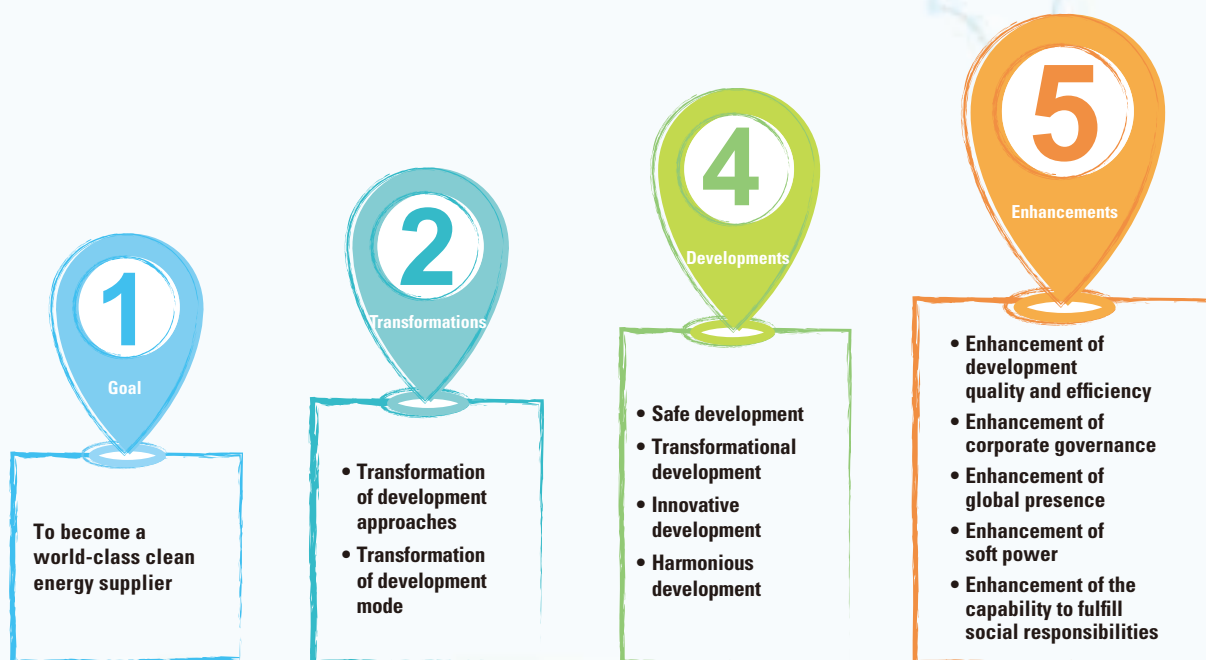 1
Goal
To become a
world-class clean
energy supplier
2
Transformations
• Transformation
of development
approaches
• Transformation
of development
mode
4
Developments
• Safe development
• Transformational
development
• Innovative
development
• Harmonious
development
5
Enhancements
• Enhancement of
development
quality and efficiency
• Enhancement of
corporate governance
• Enhancement of
global presence
• Enhancement of
soft power
• Enhancement of the
capability to fulfill
social responsibilities